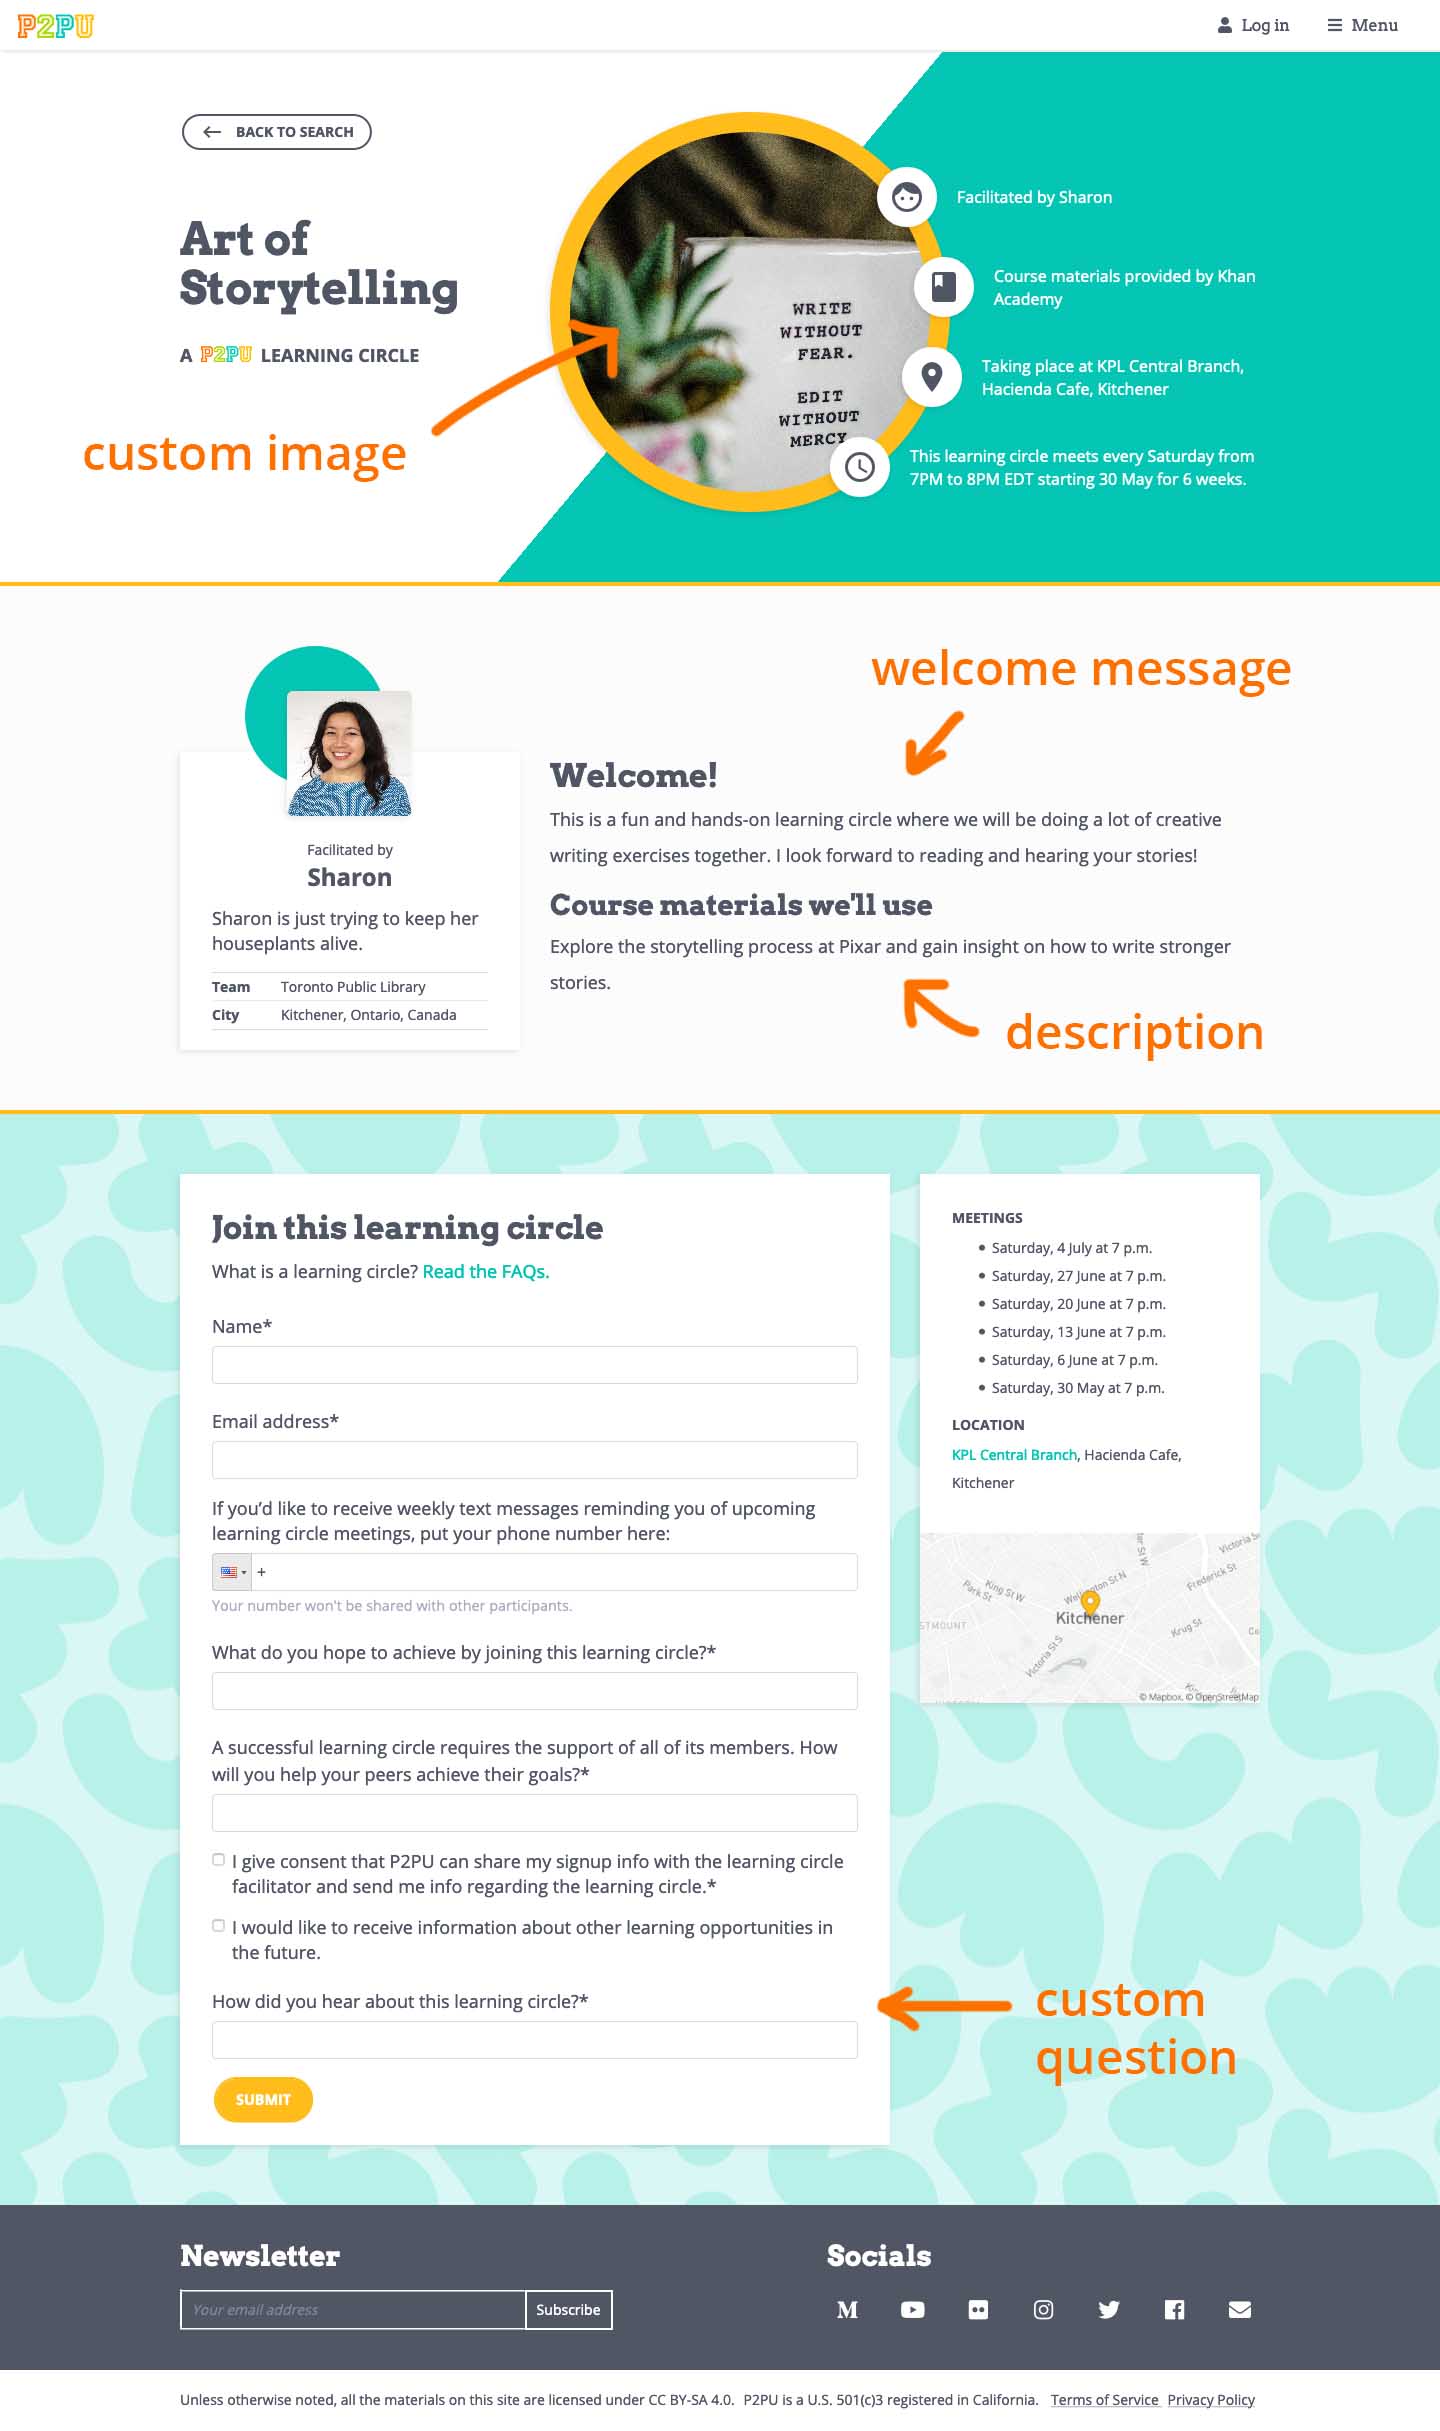 P2PU
Log in
Menu
BACK TO SEARCH
Art of
Storytelling
A P2PU LEARNING CIRCLE
custom image
WRITE
WITHOUT
FEAR.
EDIT
WITHOUT
MERCY
Facilitated by Sharon
Course materials provided by Khan
Academy
Taking place at KPL Central Branch,
Hacienda Cafe, Kitchener
This learning circle meets every Saturday from
7PM to 8PM EDT starting 30 May for 6 weeks.
welcome message
Facilitated by
Sharon
Sharon is just trying to keep her
houseplants alive.
Team Toronto Public Library
City Kitchener, Ontario, Canada
Welcome!
This is a fun and hands-on learning circle where we will be doing a lot of creative
writing exercises together. I look forward to reading and hearing your stories!
Course materials we'll use
Explore the storytelling process at Pixar and gain insight on how to write stronger
stories.
description
Join this learning circle
What is a learning circle? Read the FAQs.
Name*
Email address*
If you’d like to receive weekly text messages reminding you of upcoming
learning circle meetings, put your phone number here:
+
Your number won't be shared with other participants.
What do you hope to achieve by joining this learning circle?*
A successful learning circle requires the support of all of its members. How
will you help your peers achieve their goals?*
I give consent that P2PU can share my signup info with the learning circle
facilitator and send me info regarding the learning circle.*
I would like to receive information about other learning opportunities in
the future.
How did you hear about this learning circle?*
SUBMIT
MEETINGS
Saturday, 4 July at 7 p.m.
Saturday, 27 June at 7 p.m.
Saturday, 20 June at 7 p.m.
Saturday, 13 June at 7 p.m.
Saturday, 6 June at 7 p.m.
Saturday, 30 May at 7 p.m.
LOCATION
KPL Central Branch, Hacienda Cafe,
Kitchener
Victoria S
King St W
Park St
Wellington St N
Frederick St
Kitchener
STMOUNT
Krug St
Victoria St S
© Mapbox, © OpenStreetMap
custom
question
Newsletter
Your email address
Subscribe
Socials
M
Unless otherwise noted, all the materials on this site are licensed under CC BY-SA 4.0. P2PU is a U.S. 501(c)3 registered in California. Terms of Service Privacy Policy